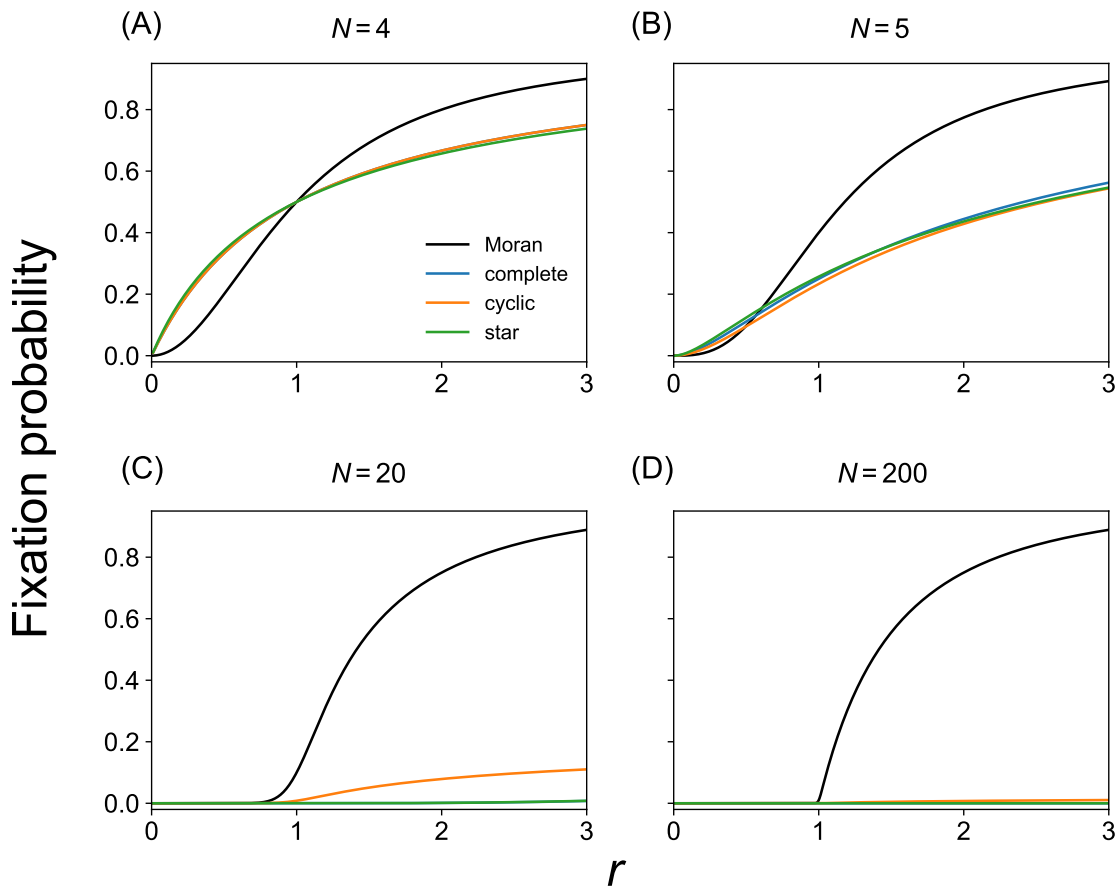 (A)
N = 4
(B)
N = 5
Fixation probability
0.8
0.6
0.4
0.2
0.0
Moran
complete
cyclic
star
0 1 2 3
0 1 2 3
(C)
N = 20
(D)
N = 200
0.8
0.6
0.4
0.2
0.0
0 1 2 3
0 1 2 3
r